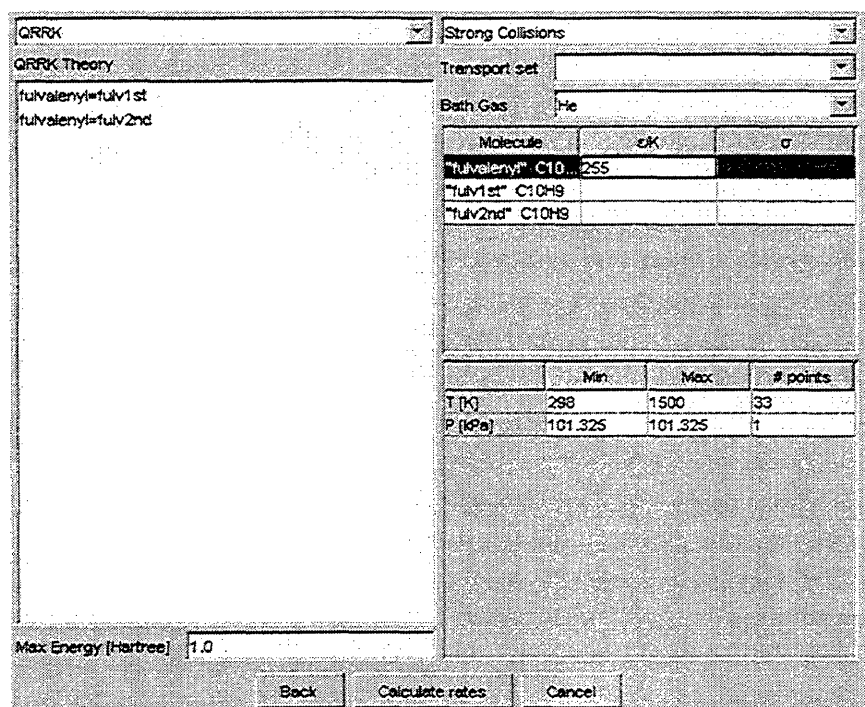 QRRK
Strong Collisions
QRRK Theory
Transport set
fulvalenyl=fulv1st
fulvalenyl=fulv2nd
Bath Gas He
Molecule ε/K σ
"fulvalenyl" C10... 255
"fulv1st" C10H9
"fulv2nd" C10H9
Min Max # points
T [K] 298 1500 33
P [kPa] 101.325 101.325 1
Max Energy [Hartree] 1.0
Back Calculate rates Cancel